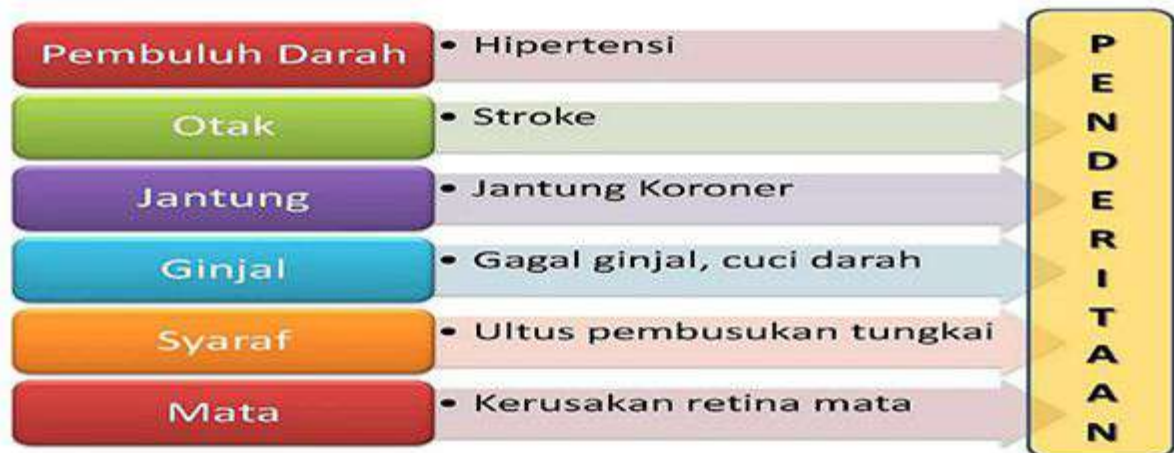 Pembuluh Darah
• Hipertensi
Otak
• Stroke
Jantung
• Jantung Koroner
Ginjal
• Gagal ginjal, cuci darah
Syaraf
• Ultus pembusukan tungkai
Mata
• Kerusakan retina mata
PENDERITAAN